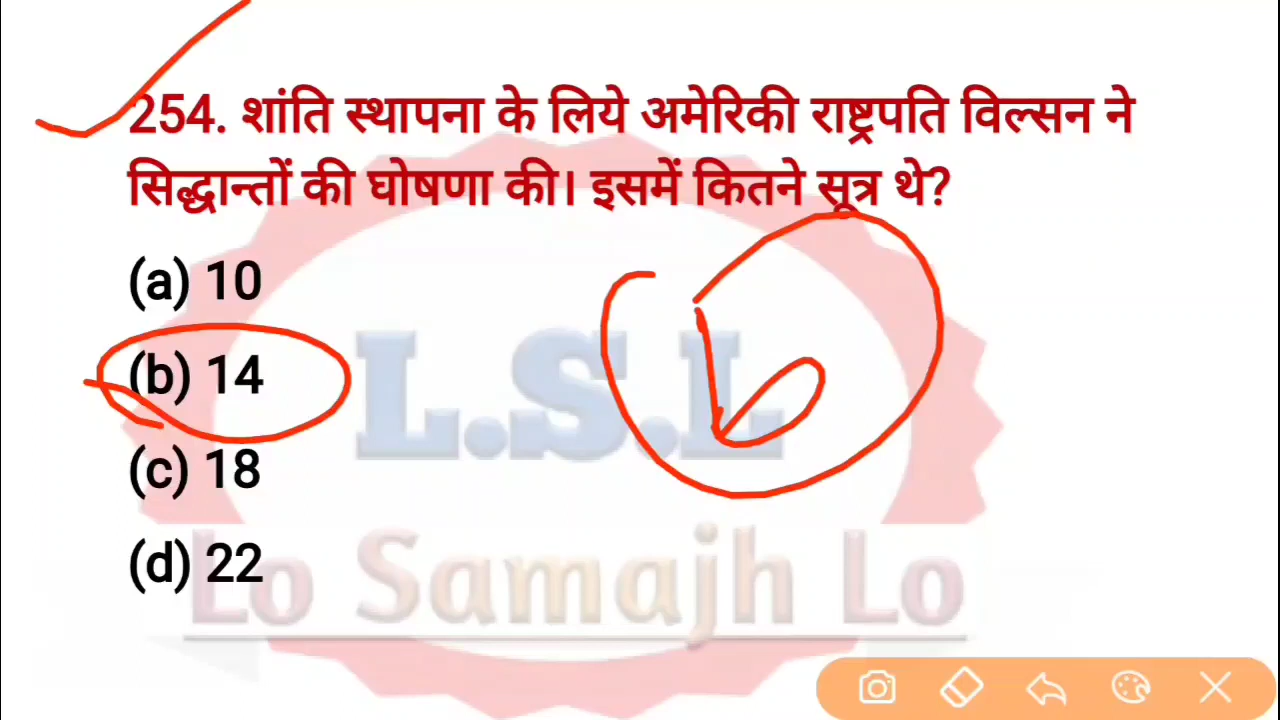 254. शांति स्थापना के लिये अमेरिकी राष्ट्रपति विल्सन ने
सिद्धान्तों की घोषणा की। इसमें कितने सूत्र थे?
(a) 10
(b) 14
(c) 18
(d) 22
L.S.L
Lo Samajh Lo